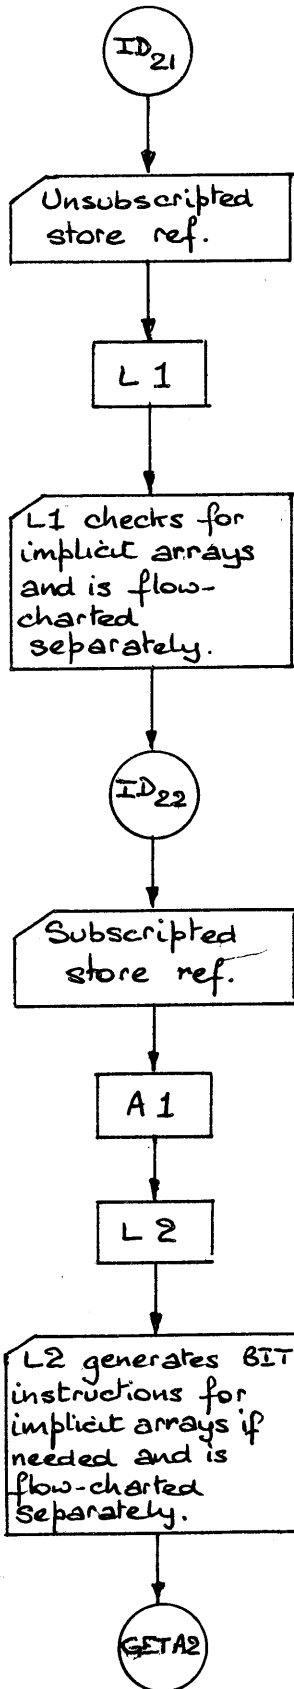 ID21
Unsubscripted
store ref.
L 1
L1 checks for
implicit arrays
and is flow-
charted
separately.
ID22
Subscripted
store ref.
A 1
L 2
L2 generates BIT
instructions for
implicit arrays if
needed and is
flow-charted
separately.
GETA2